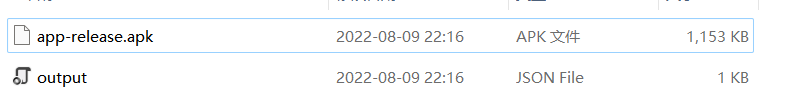 app-release.apk 2022-08-09 22:16 APK 文件 1,153 KB
output 2022-08-09 22:16 JSON File 1 KB